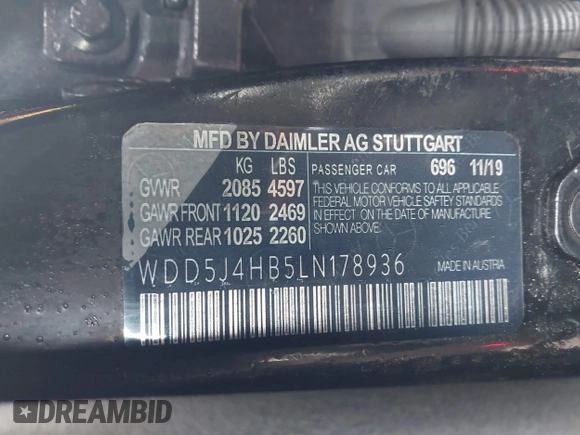 MFD BY DAIMLER AG STUTTGART
KG LBS
PASSENGER CAR 696 11/19
GVWR 2085 4597
GAWR FRONT 1120 2469
GAWR REAR 1025 2260
THIS VEHICLE CONFORMS TO ALL APPLICABLE
FEDERAL MOTOR VEHICLE SAFTEY STANDARDS
IN EFFECT ON THE DATE OF MANUFACTURE
SHOWN ABOVE.
WDD5J4HB5LN178936
MADE IN AUSTRIA
DREAMBID